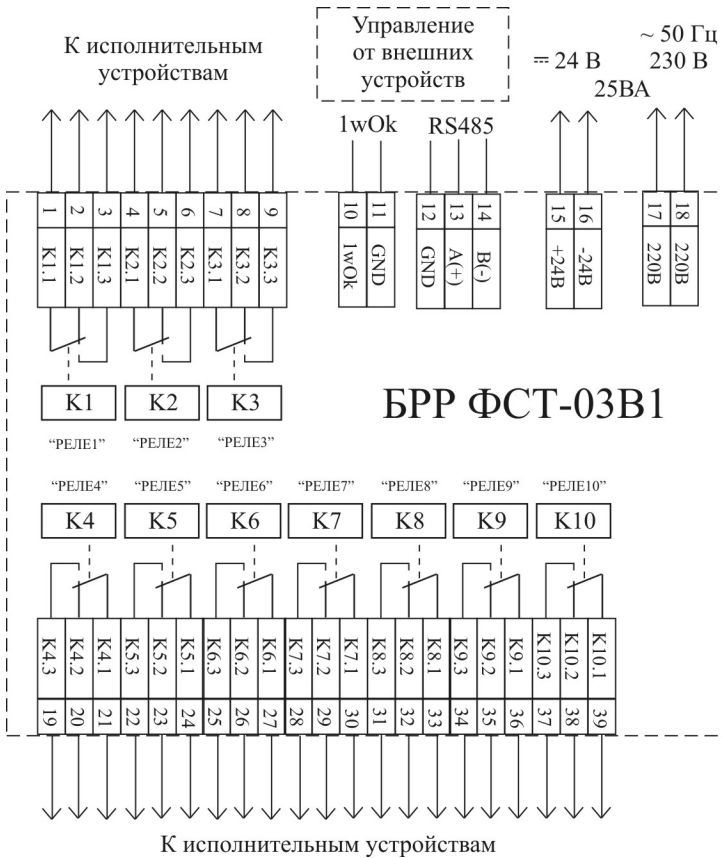 К исполнительным
устройствам
Управление
от внешних
устройств
⎓ 24 В
~ 50 Гц
230 В
25ВА
1wOk
RS485
1 2 3 4 5 6 7 8 9
10 11
12 13 14
15 16
17 18
K1.1 K1.2 K1.3 K2.1 K2.2 K2.3 K3.1 K3.2 K3.3
1wOk GND
GND A(+) B(-)
+24В -24В
220В 220В
K1 K2 K3
БРР ФСТ-03В1
“РЕЛЕ1” “РЕЛЕ2” “РЕЛЕ3”
“РЕЛЕ4” “РЕЛЕ5” “РЕЛЕ6” “РЕЛЕ7” “РЕЛЕ8” “РЕЛЕ9” “РЕЛЕ10”
K4 K5 K6 K7 K8 K9 K10
K4.3 K4.2 K4.1 K5.3 K5.2 K5.1 K6.3 K6.2 K6.1 K7.3 K7.2 K7.1 K8.3 K8.2 K8.1 K9.3 K9.2 K9.1 K10.3 K10.2 K10.1
19 20 21 22 23 24 25 26 27 28 29 30 31 32 33 34 35 36 37 38 39
К исполнительным устройствам